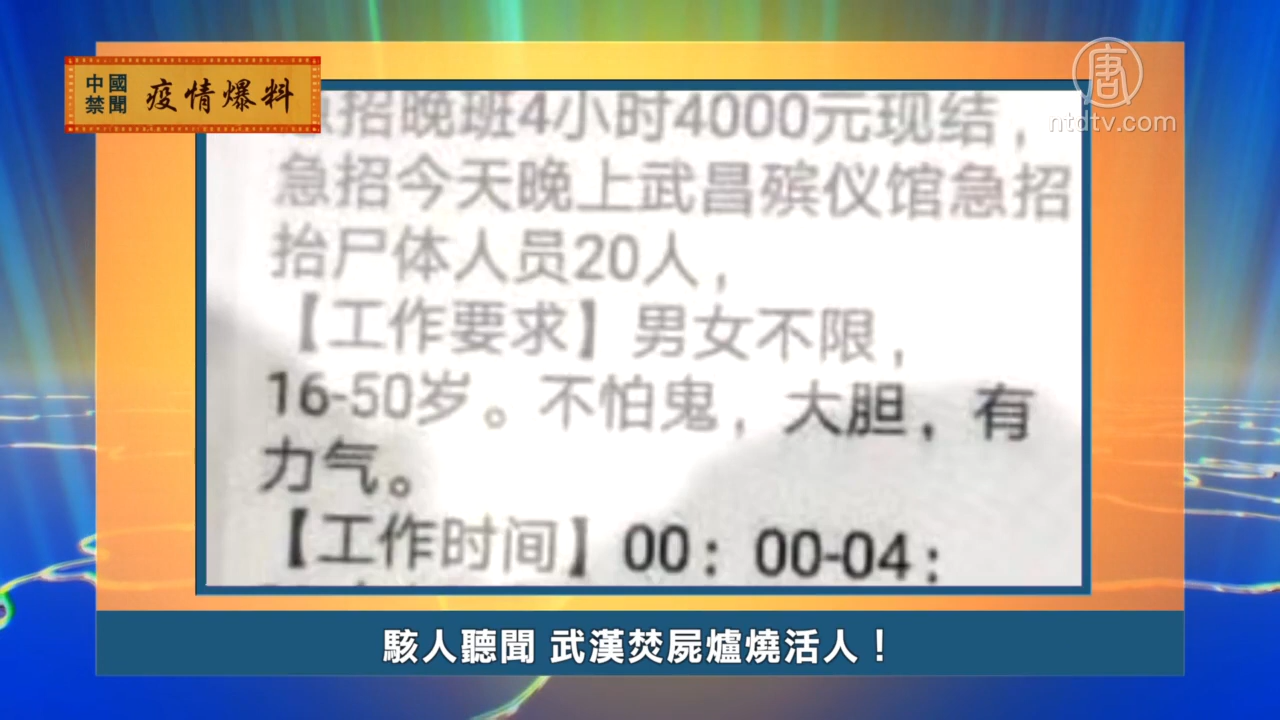 中國禁聞
疫情爆料
唐
ntdtv.com
急招晚班4小时4000元现结，
急招今天晚上武昌殡仪馆急招
抬尸体人员20人，
【工作要求】男女不限，
16-50岁。不怕鬼，大胆，有
力气。
【工作时间】00：00-04：
駭人聽聞 武漢焚屍爐燒活人！